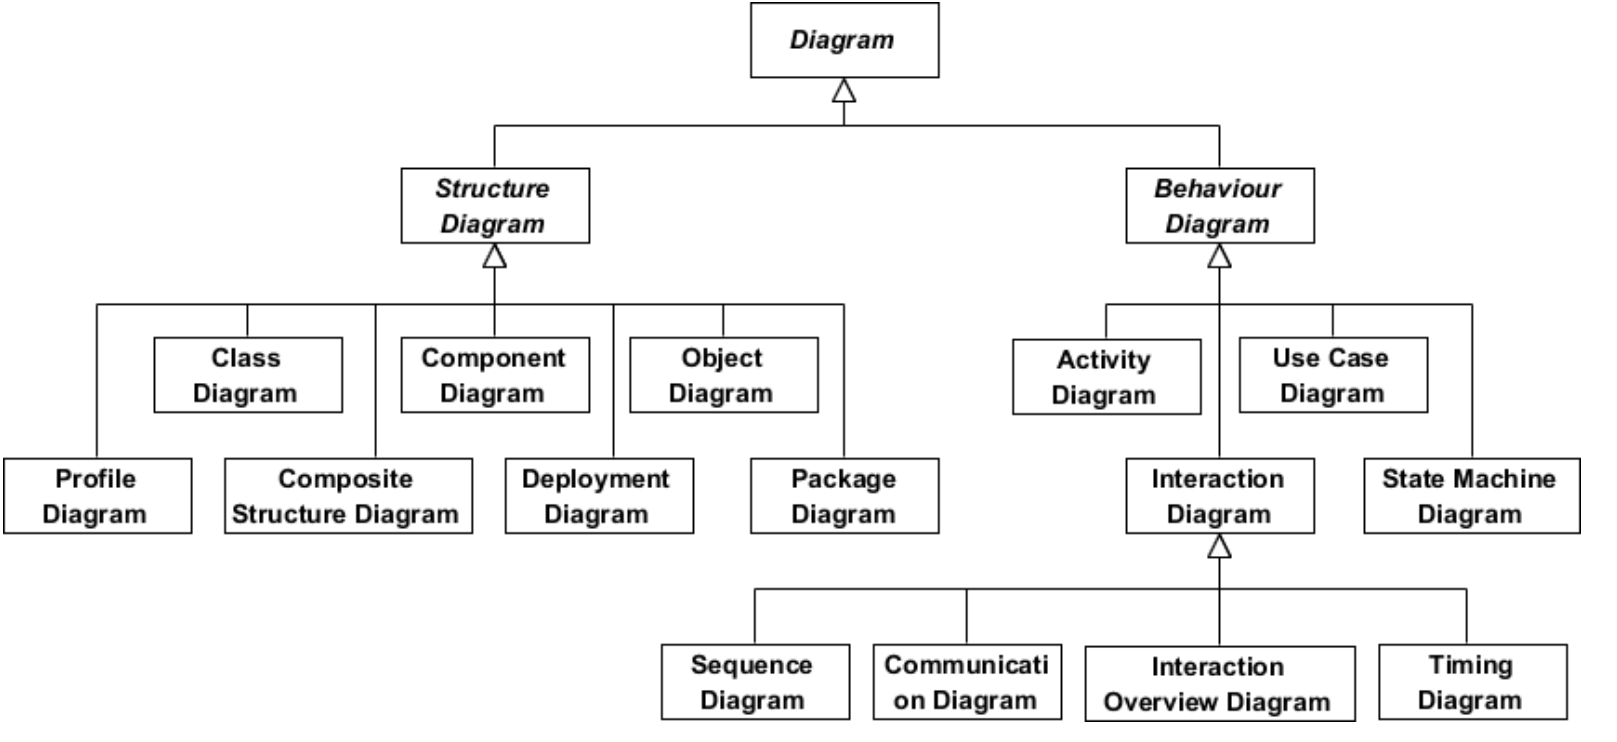 Diagram
Structure
Diagram
Behaviour
Diagram
Class
Diagram
Component
Diagram
Object
Diagram
Activity
Diagram
Use Case
Diagram
Profile
Diagram
Composite
Structure Diagram
Deployment
Diagram
Package
Diagram
Interaction
Diagram
State Machine
Diagram
Sequence
Diagram
Communicati
on Diagram
Interaction
Overview Diagram
Timing
Diagram